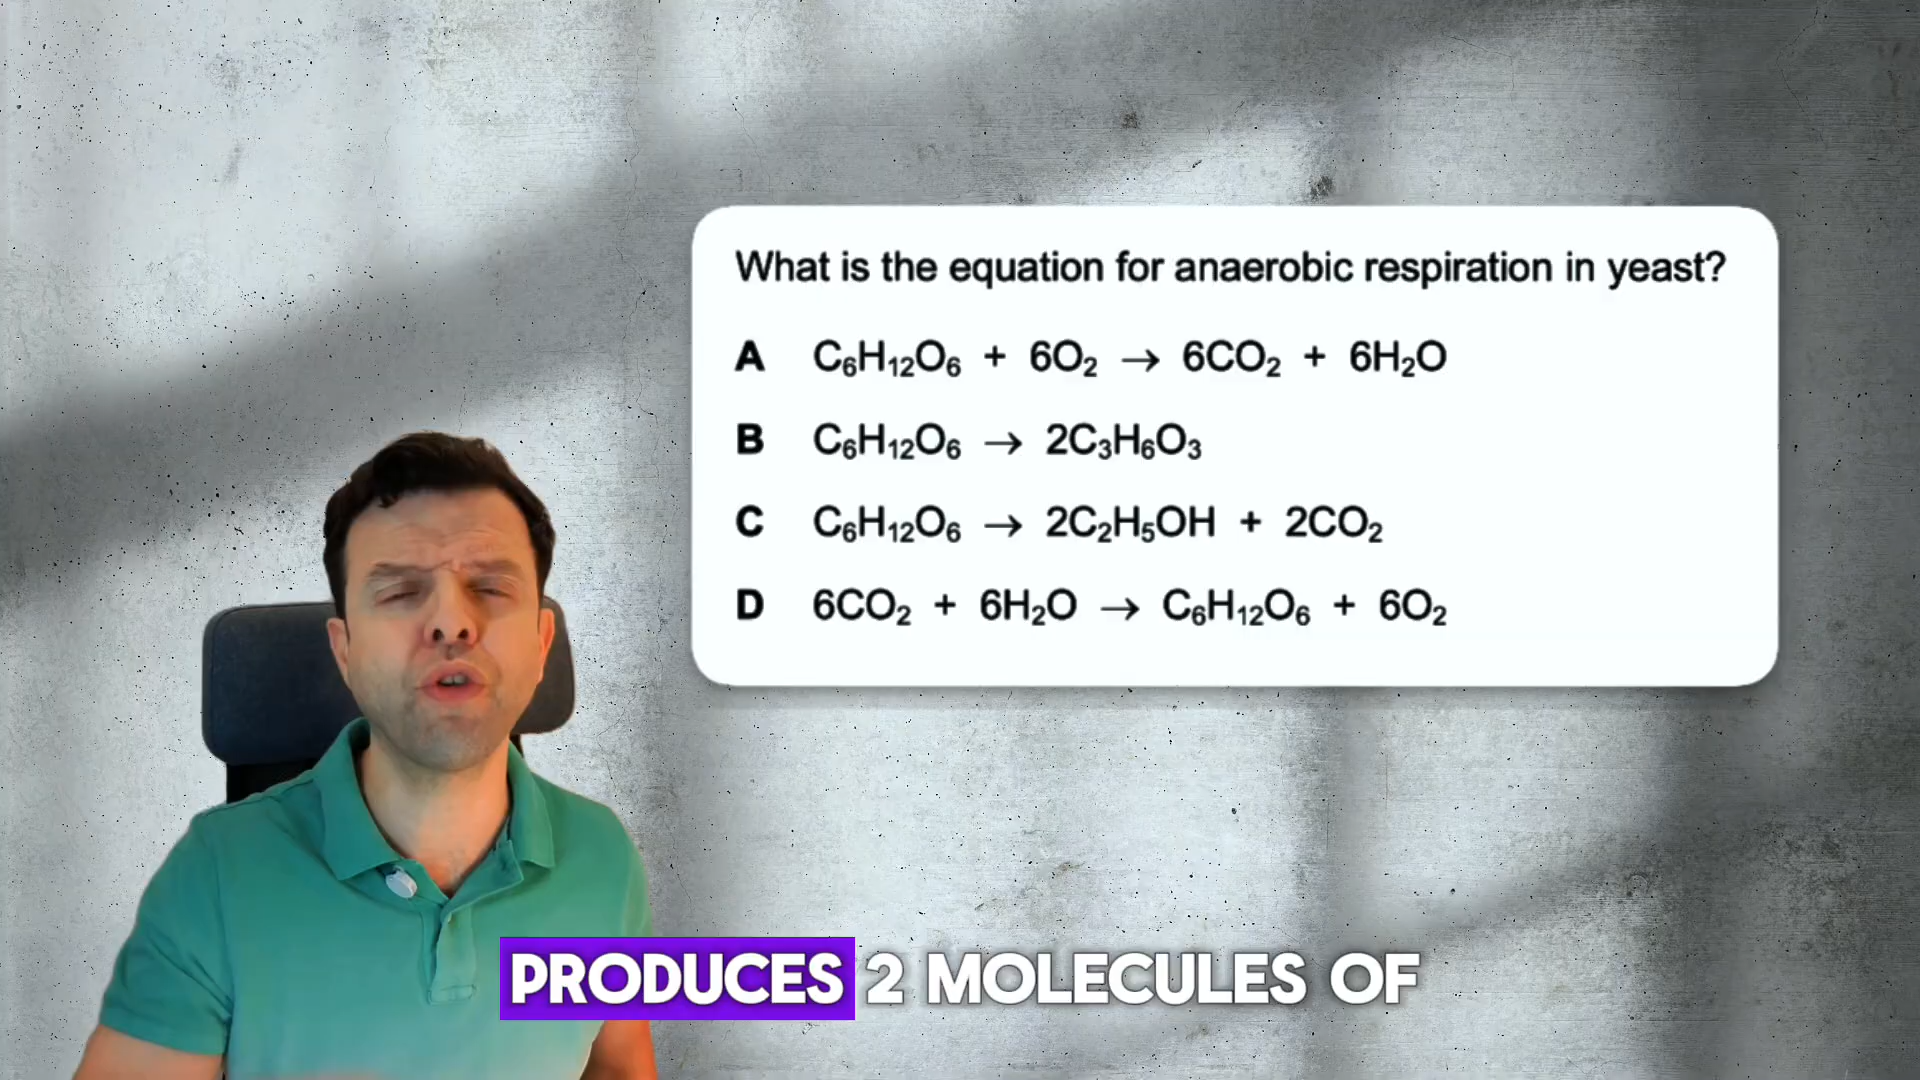 What is the equation for anaerobic respiration in yeast?
A C₆H₁₂O₆ + 6O₂ → 6CO₂ + 6H₂O
B C₆H₁₂O₆ → 2C₃H₆O₃
C C₆H₁₂O₆ → 2C₂H₅OH + 2CO₂
D 6CO₂ + 6H₂O → C₆H₁₂O₆ + 6O₂
PRODUCES 2 MOLECULES OF